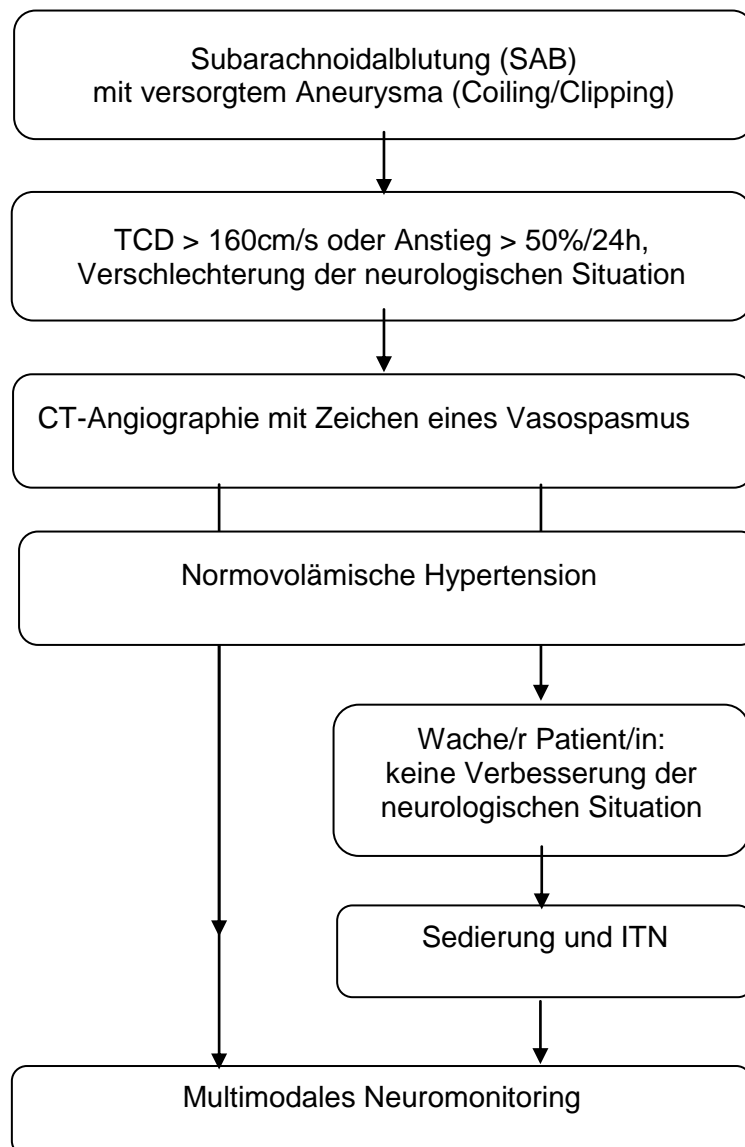 Subarachnoidalblutung (SAB)
mit versorgtem Aneurysma (Coiling/Clipping)
TCD > 160cm/s oder Anstieg > 50%/24h,
Verschlechterung der neurologischen Situation
CT-Angiographie mit Zeichen eines Vasospasmus
Normovolämische Hypertension
Wache/r Patient/in:
keine Verbesserung der
neurologischen Situation
Sedierung und ITN
Multimodales Neuromonitoring